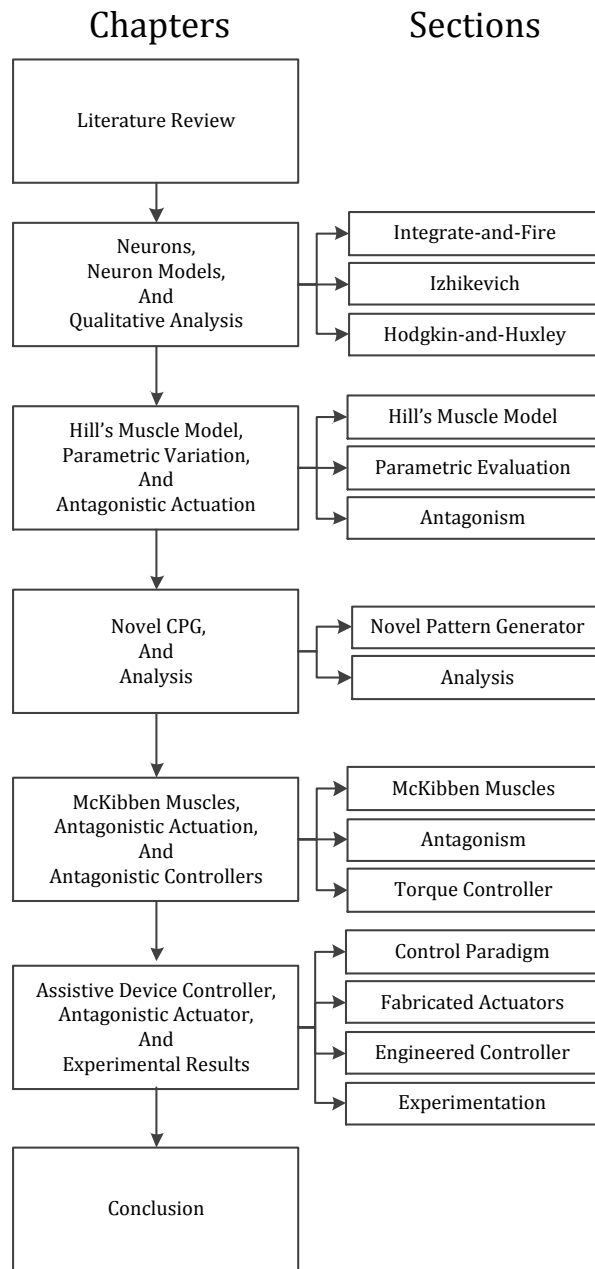 Chapters
Sections
Literature Review
Neurons,
Neuron Models,
And
Qualitative Analysis
Integrate-and-Fire
Izhikevich
Hodgkin-and-Huxley
Hill's Muscle Model,
Parametric Variation,
And
Antagonistic Actuation
Hill's Muscle Model
Parametric Evaluation
Antagonism
Novel CPG,
And
Analysis
Novel Pattern Generator
Analysis
McKibben Muscles,
Antagonistic Actuation,
And
Antagonistic Controllers
McKibben Muscles
Antagonism
Torque Controller
Assistive Device Controller,
Antagonistic Actuator,
And
Experimental Results
Control Paradigm
Fabricated Actuators
Engineered Controller
Experimentation
Conclusion